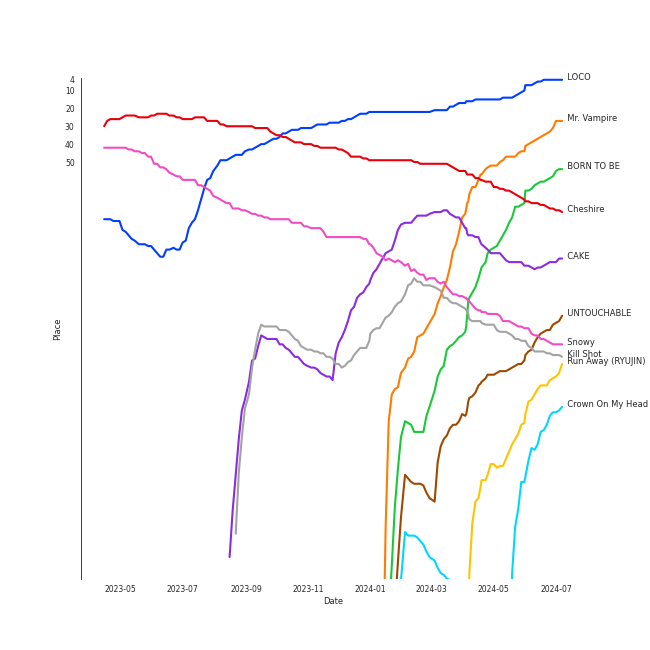 4
10
20
30
40
50
Place
LOCO
Mr. Vampire
BORN TO BE
Cheshire
CAKE
UNTOUCHABLE
Snowy
Kill Shot
Run Away (RYUJIN)
Crown On My Head
2023-05 2023-07 2023-09 2023-11 2024-01 2024-03 2024-05 2024-07
Date